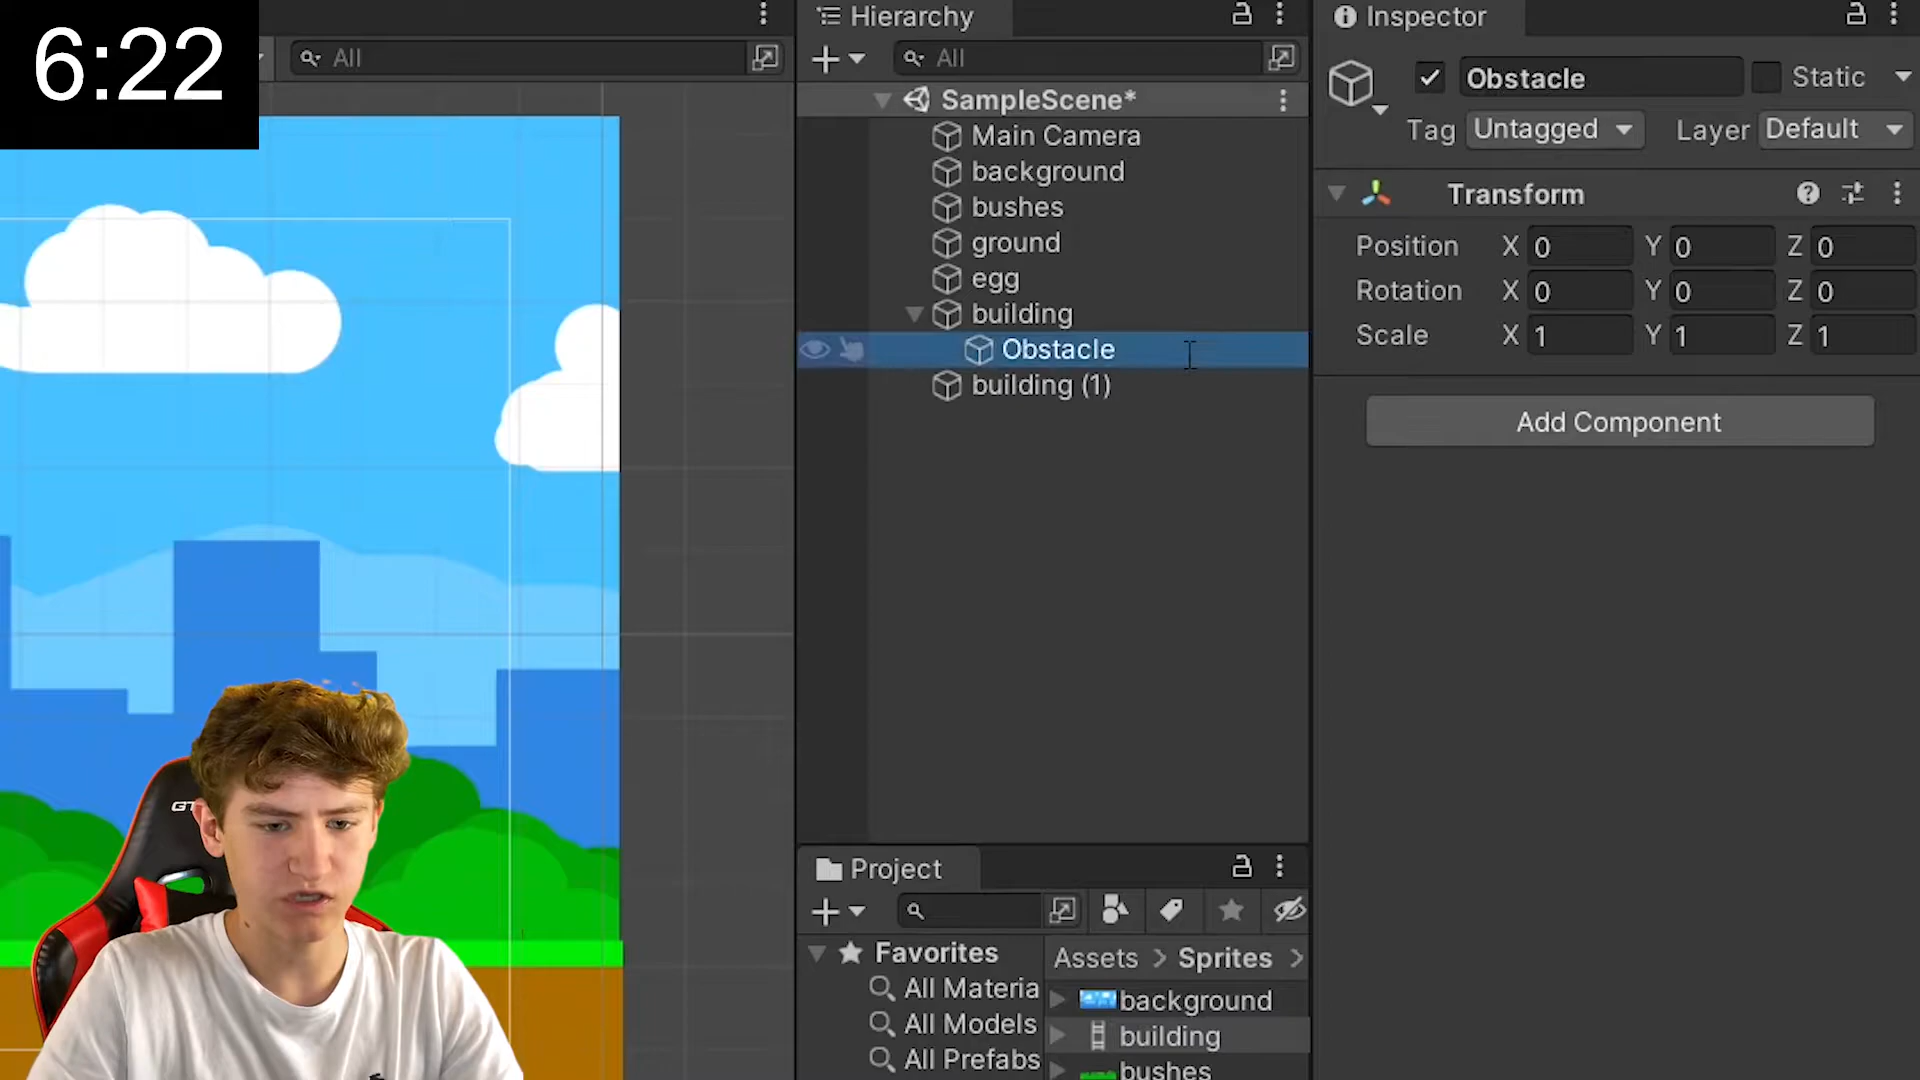 6:22
All
Hierarchy
All
SampleScene*
Main Camera
background
bushes
ground
egg
building
Obstacle
building (1)
Inspector
Obstacle
Static
Tag Untagged Layer Default
Transform
Position X 0 Y 0 Z 0
Rotation X 0 Y 0 Z 0
Scale X 1 Y 1 Z 1
Add Component
Project
Favorites
All Materia
All Models
All Prefabs
Assets > Sprites >
background
building
bushes
GT